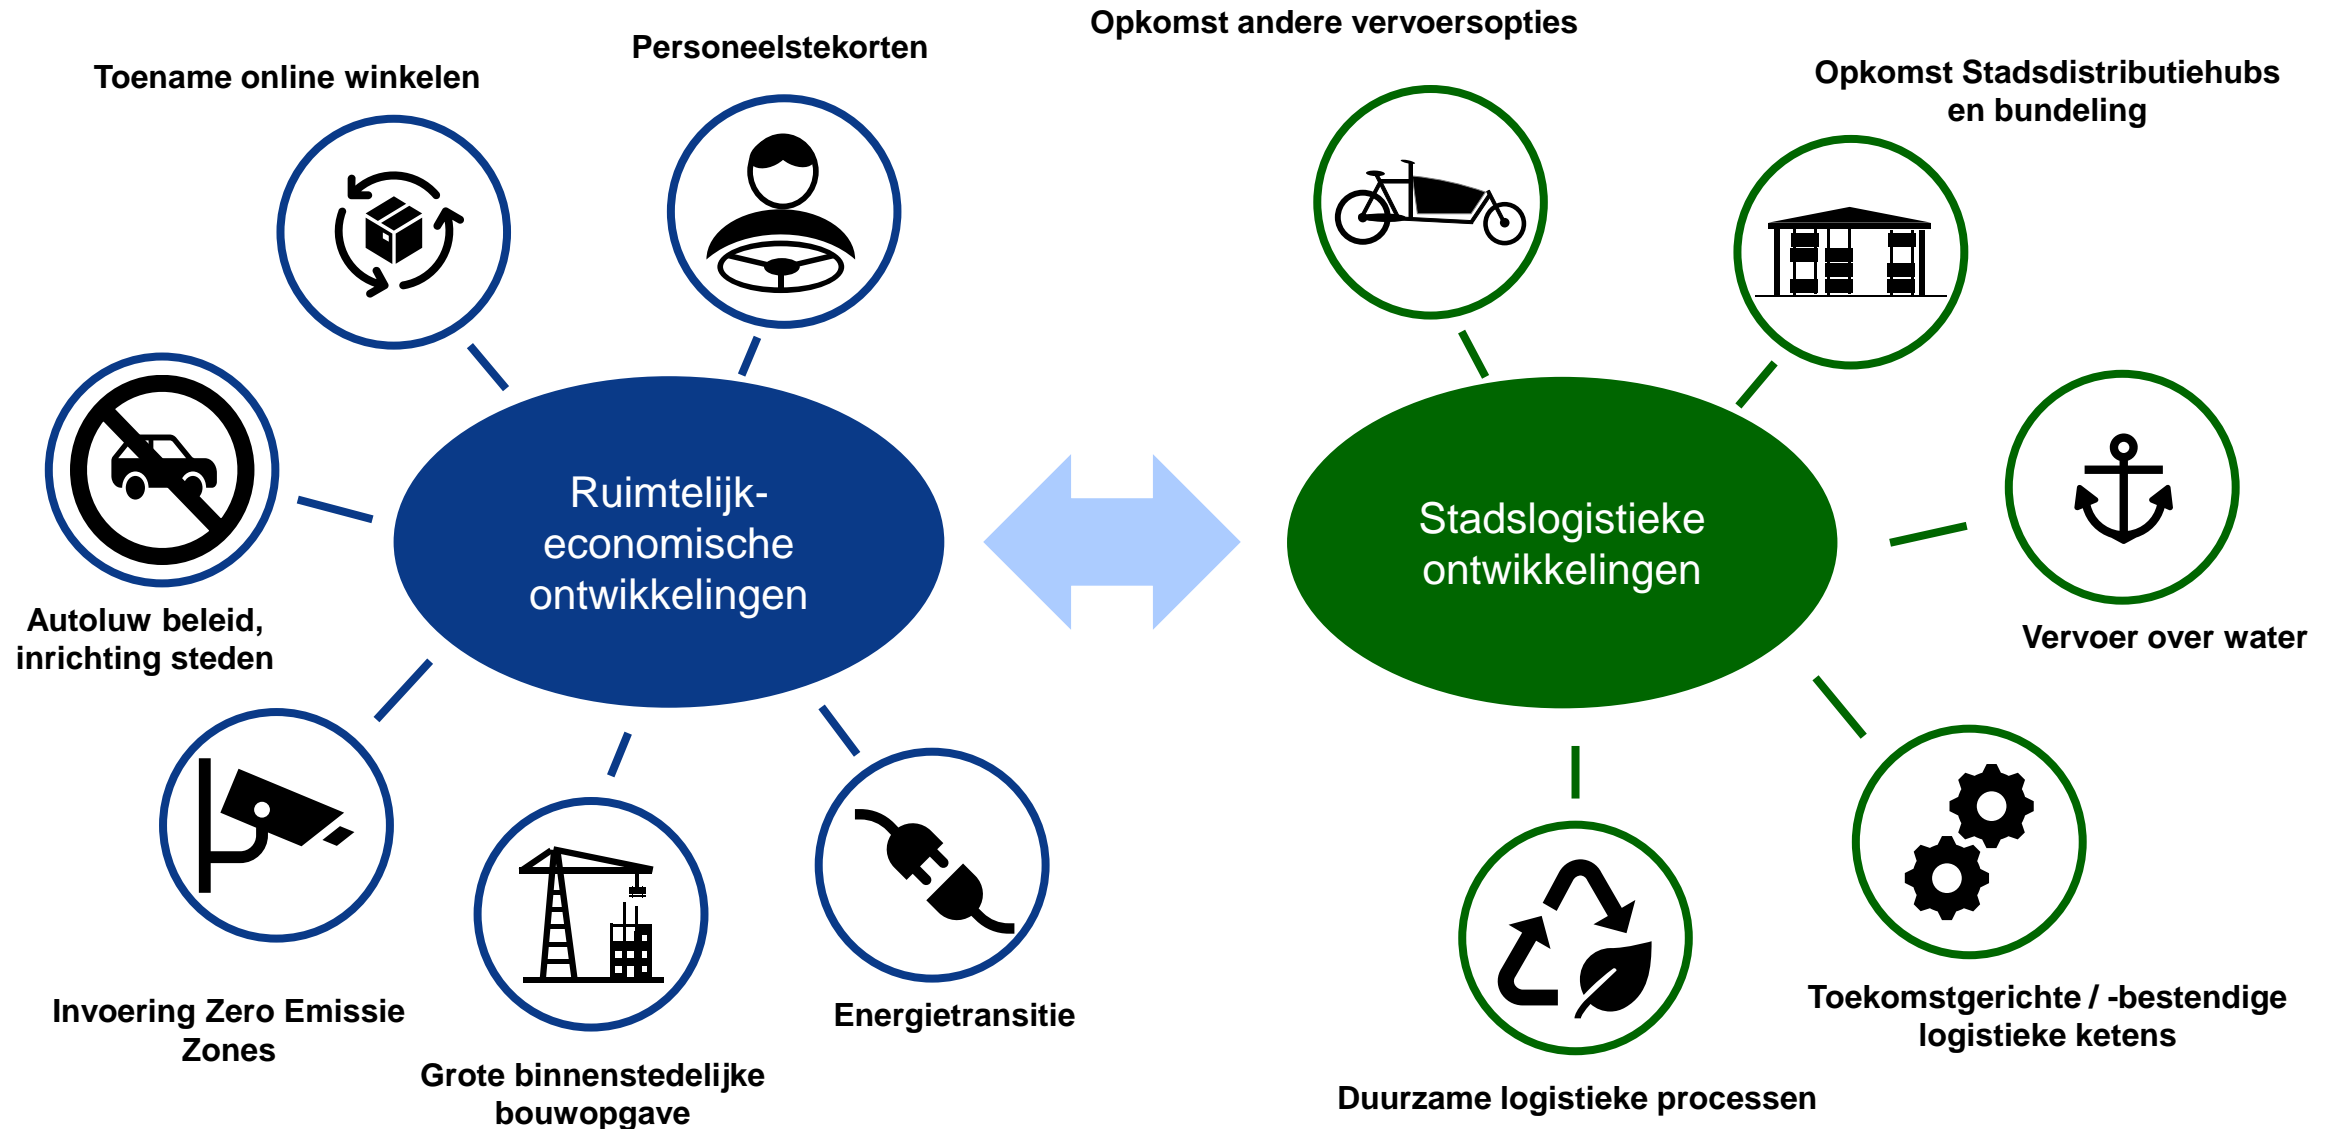 Opkomst andere vervoersopties
Personeelstekorten
Toename online winkelen
Opkomst Stadsdistributiehubs
en bundeling
Ruimtelijk-
economische
ontwikkelingen
Stadslogistieke
ontwikkelingen
Autoluw beleid,
inrichting steden
Vervoer over water
Invoering Zero Emissie
Zones
Grote binnenstedelijke
bouwopgave
Energietransitie
Toekomstgerichte / -bestendige
logistieke ketens
Duurzame logistieke processen